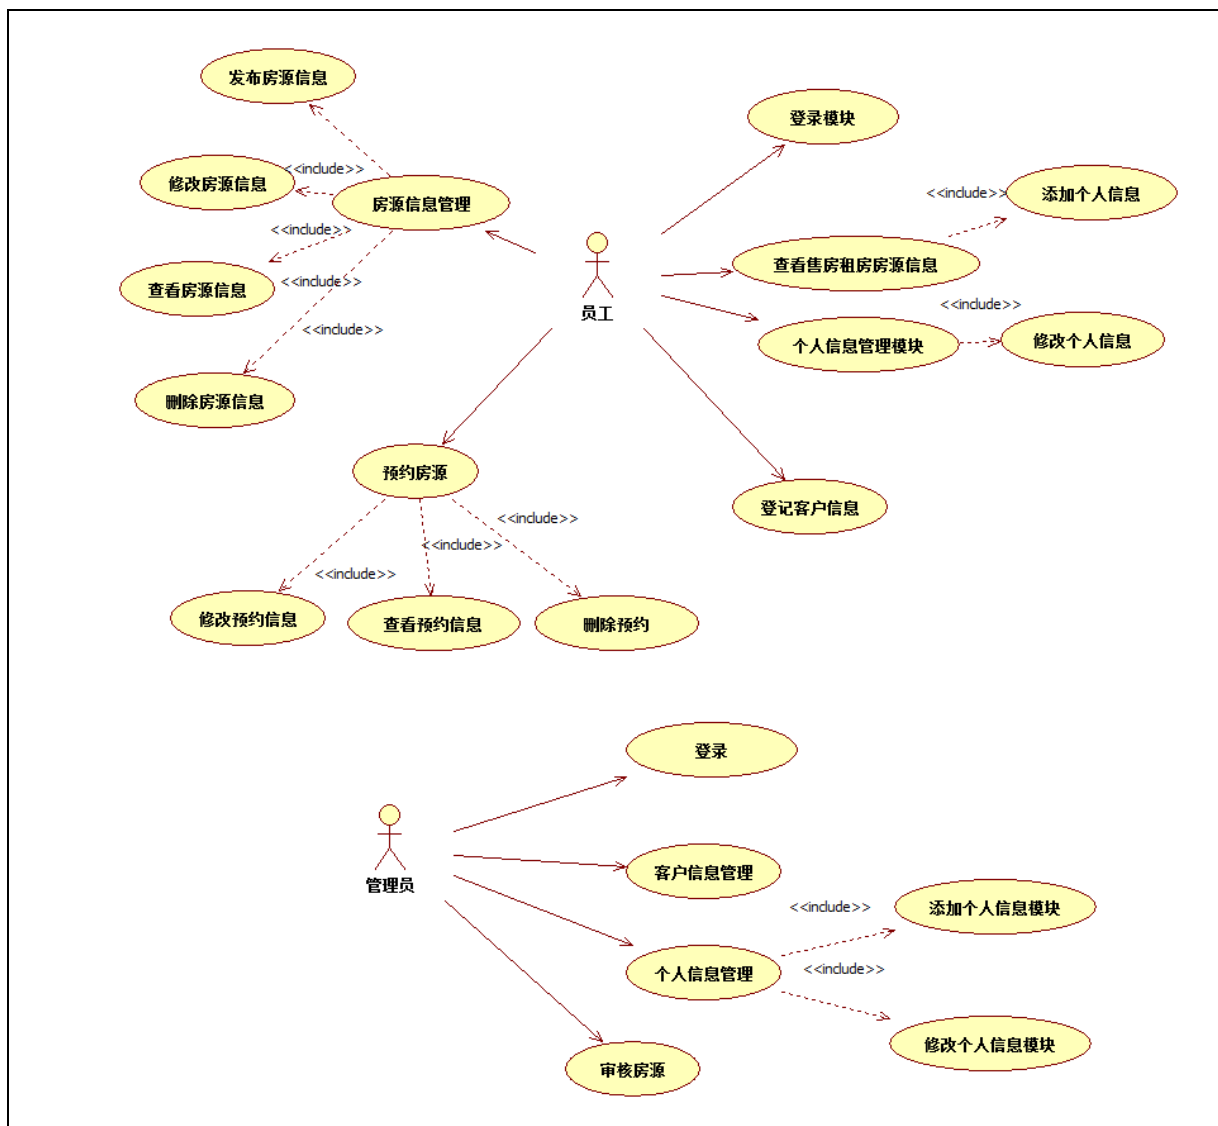 发布房源信息
登录模块
<<include>>
修改房源信息
房源信息管理
<<include>>
添加个人信息
<<include>>
查看售房租房房源信息
查看房源信息
<<include>>
员工
<<include>>
<<include>>
个人信息管理模块
修改个人信息
删除房源信息
预约房源
登记客户信息
<<include>>
<<include>>
<<include>>
修改预约信息
查看预约信息
删除预约
登录
管理员
客户信息管理
<<include>>
添加个人信息模块
个人信息管理
<<include>>
修改个人信息模块
审核房源